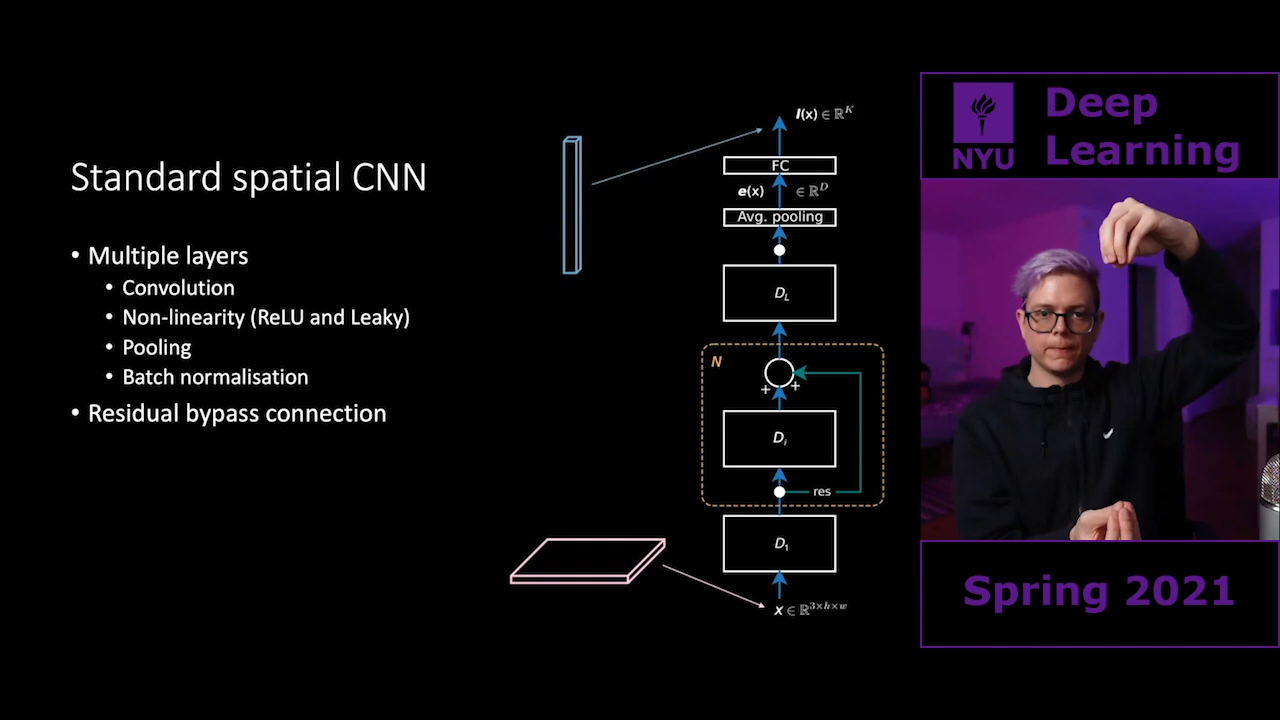 Standard spatial CNN
• Multiple layers
• Convolution
• Non-linearity (ReLU and Leaky)
• Pooling
• Batch normalisation
• Residual bypass connection
l(x) ∈ ℝ^K
FC
e(x) ∈ ℝ^D
Avg. pooling
D_L
N
+ +
D_i
res
D_1
x ∈ ℝ^{3×h×w}
NYU
Deep
Learning
Spring 2021